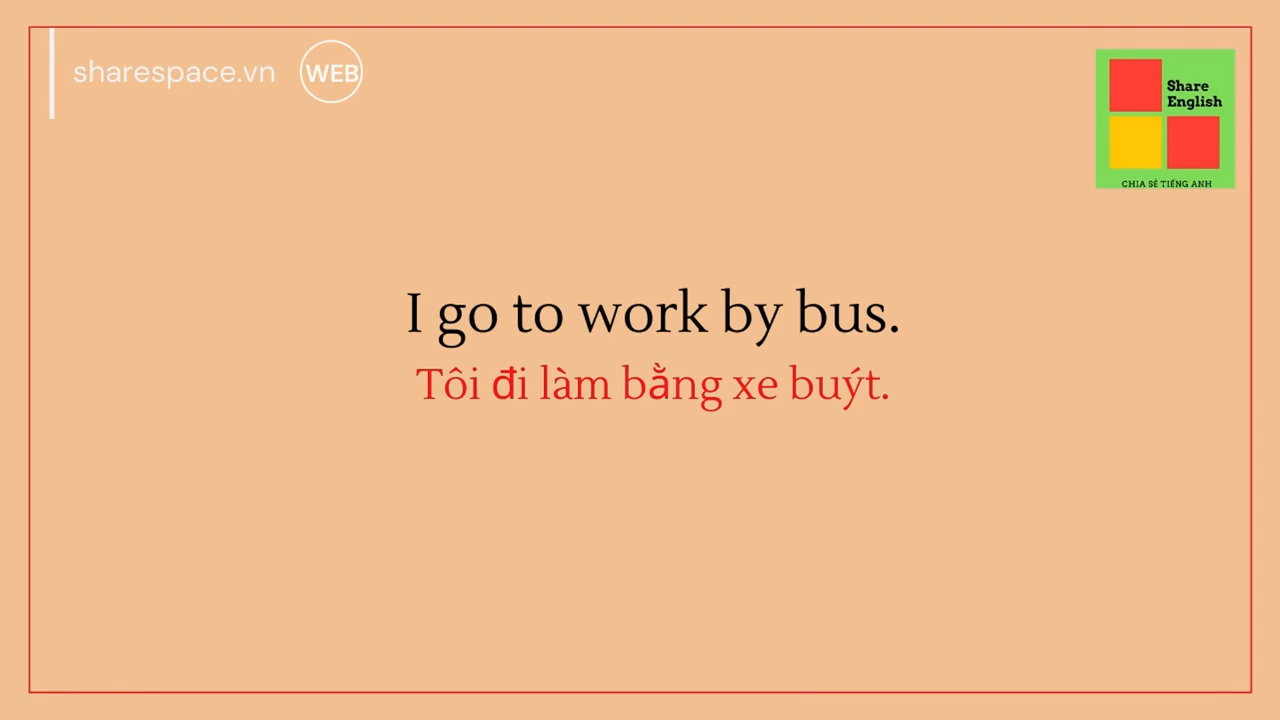 sharespace.vn WEB
Share
English
CHIA SẺ TIẾNG ANH
I go to work by bus.
Tôi đi làm bằng xe buýt.